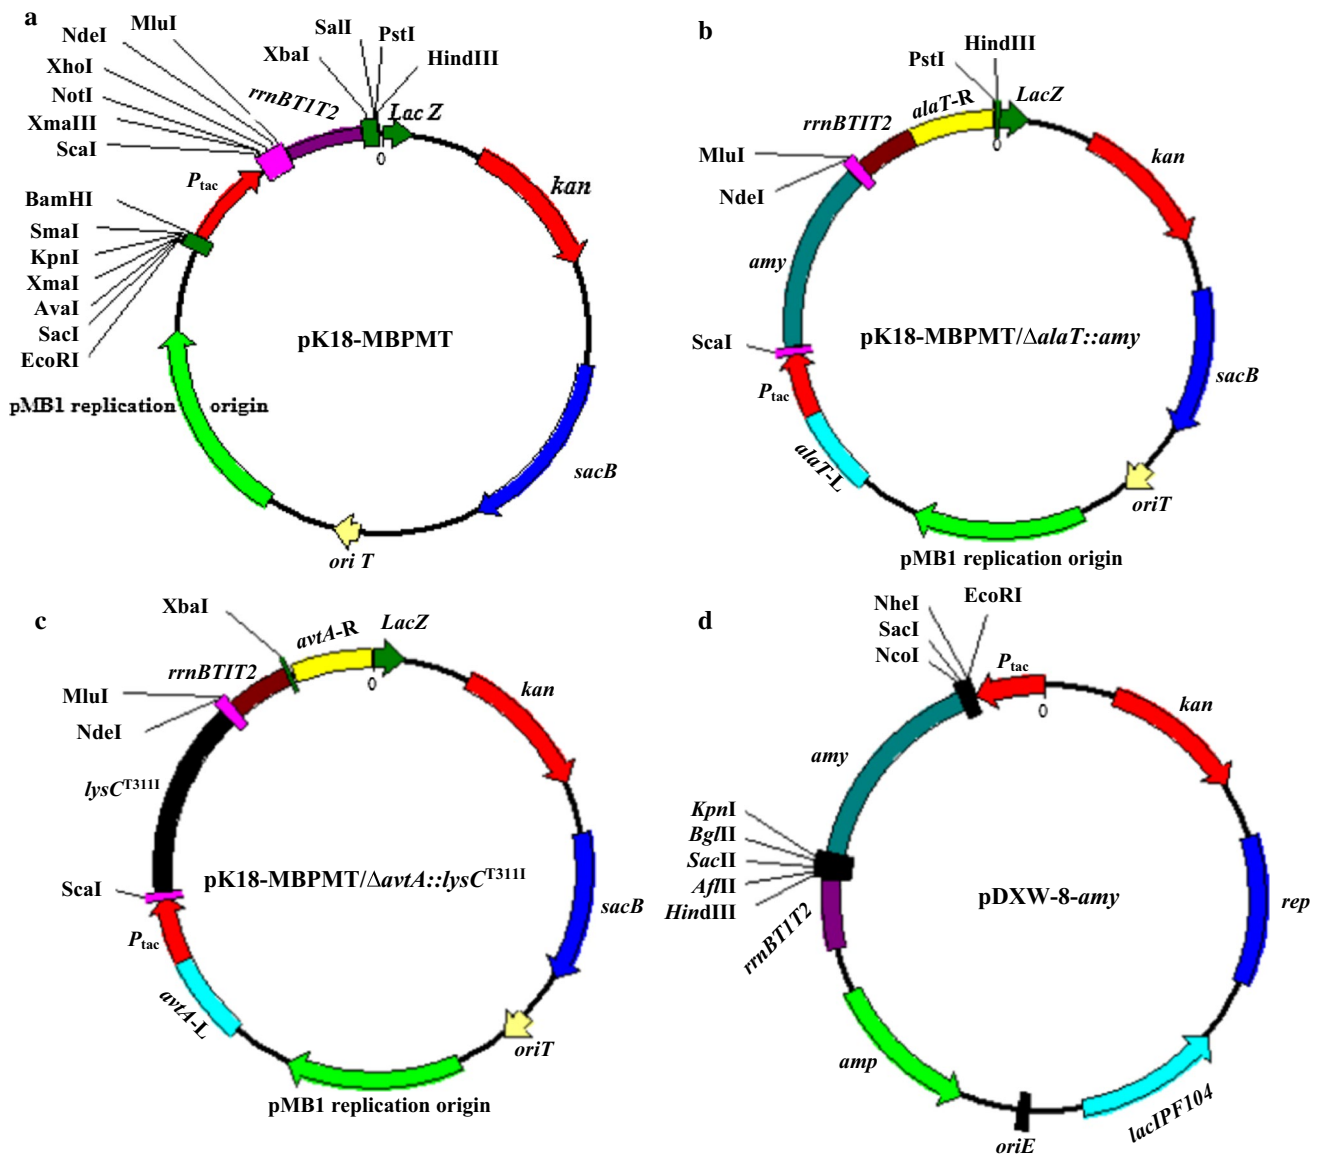 a
SalI
PstI
MluI
NdeI
XbaI
HindIII
XhoI
NotI
rrnBT1T2
Lac Z
XmaIII
ScaI
0
Ptac
kan
BamHI
SmaI
KpnI
XmaI
AvaI
SacI
EcoRI
pK18-MBPMT
pMB1 replication origin
sacB
ori T
b
HindIII
PstI
alaT-R
LacZ
rrnBTIT2
0
MluI
NdeI
kan
amy
ScaI
pK18-MBPMT/ΔalaT::amy
Ptac
sacB
alaT-L
oriT
pMB1 replication origin
c
XbaI
avtA-R
LacZ
rrnBTIT2
0
MluI
NdeI
kan
lysCT311I
ScaI
pK18-MBPMT/ΔavtA::lysCT311I
sacB
Ptac
avtA-L
oriT
pMB1 replication origin
d
NheI
EcoRI
SacI
NcoI
Ptac
0
kan
amy
KpnI
BglII
SacII
AflII
HindIII
pDXW-8-amy
rep
rrnBT1T2
amp
lacIPF104
oriE